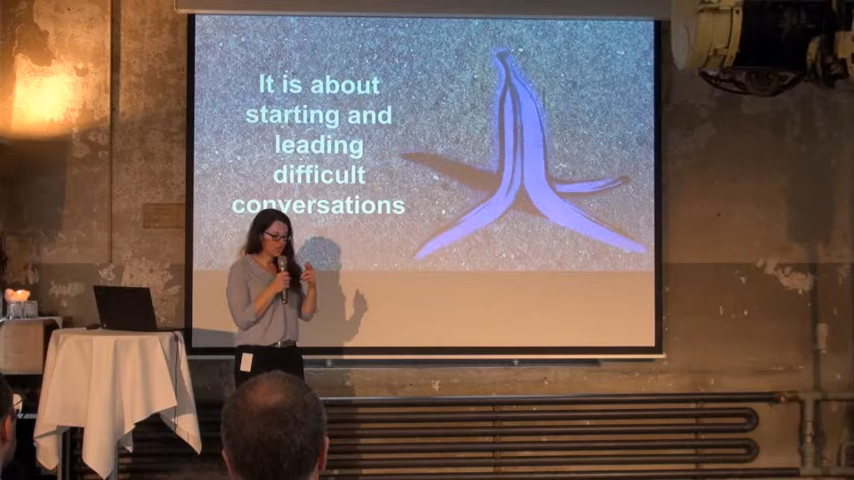 It is about
starting and
leading
difficult
conversations